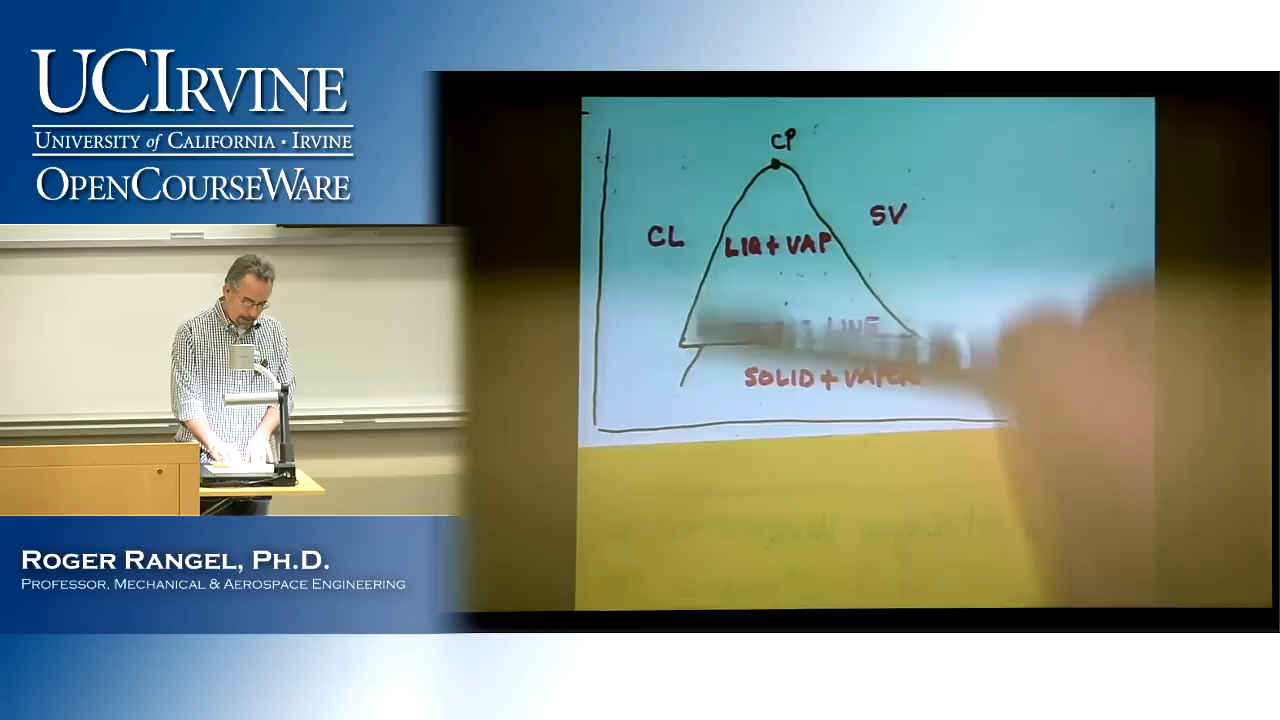 UCIRVINE
UNIVERSITY of CALIFORNIA · IRVINE
OPENCOURSEWARE
CP
CL
SV
LIQ + VAP
LINE
SOLID + VAPOR
ROGER RANGEL, PH.D.
PROFESSOR, MECHANICAL & AEROSPACE ENGINEERING